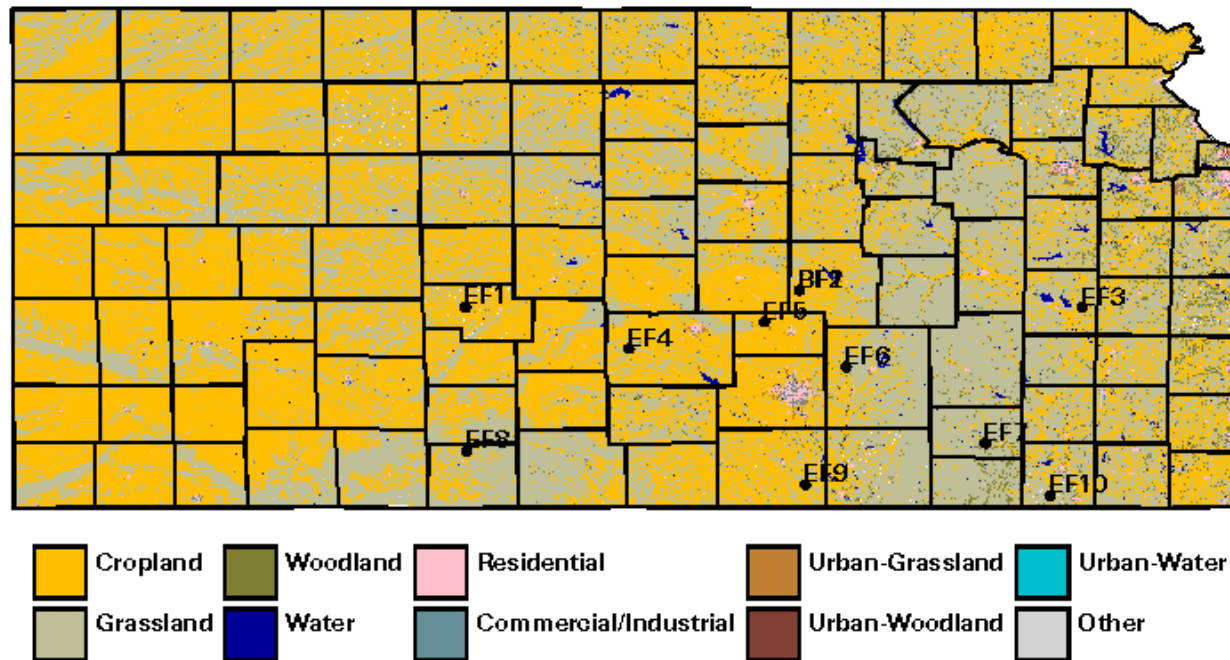 EF1
EF3
EF5
EF4
EF6
EF7
EF8
EF9
EF10
Cropland
Woodland
Residential
Urban-Grassland
Urban-Water
Grassland
Water
Commercial/Industrial
Urban-Woodland
Other